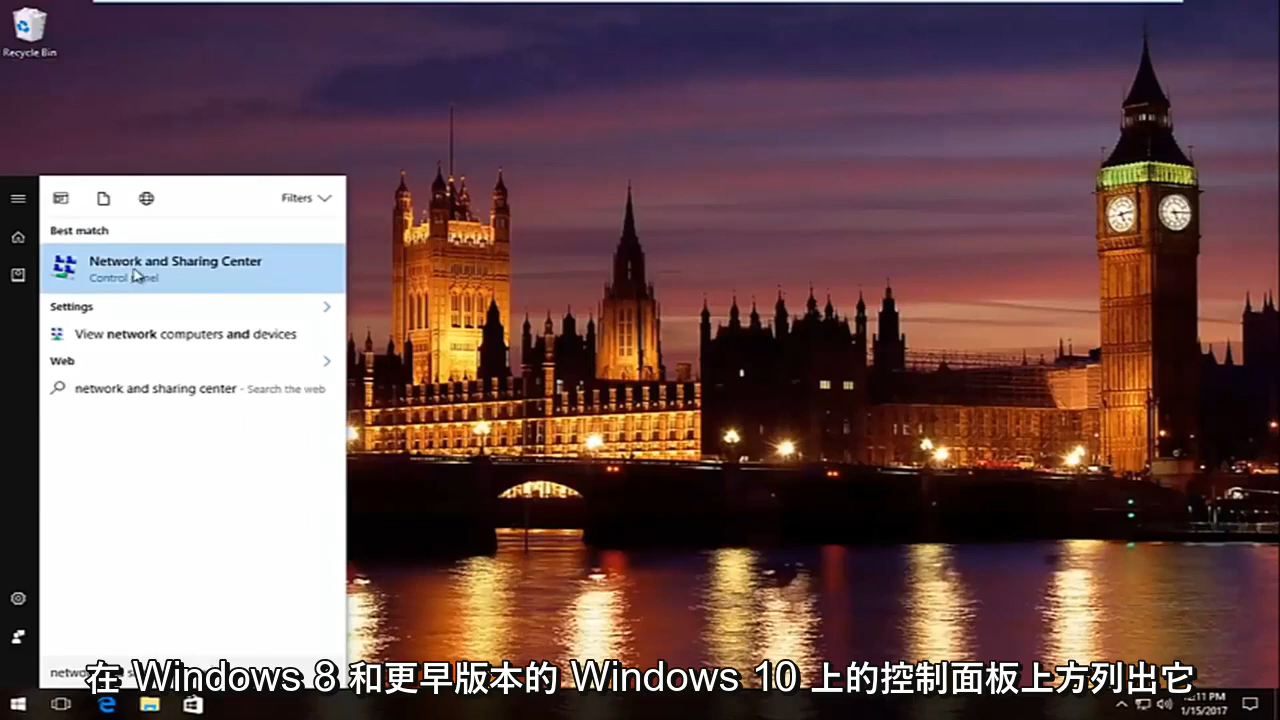 Recycle Bin
Filters
Best match
Network and Sharing Center
Control
Settings
View network computers and devices
Web
network and sharing center - Search the web
在 Windows 8 和更早版本的 Windows 10 上的控制面板上方列出它
1/15/2017